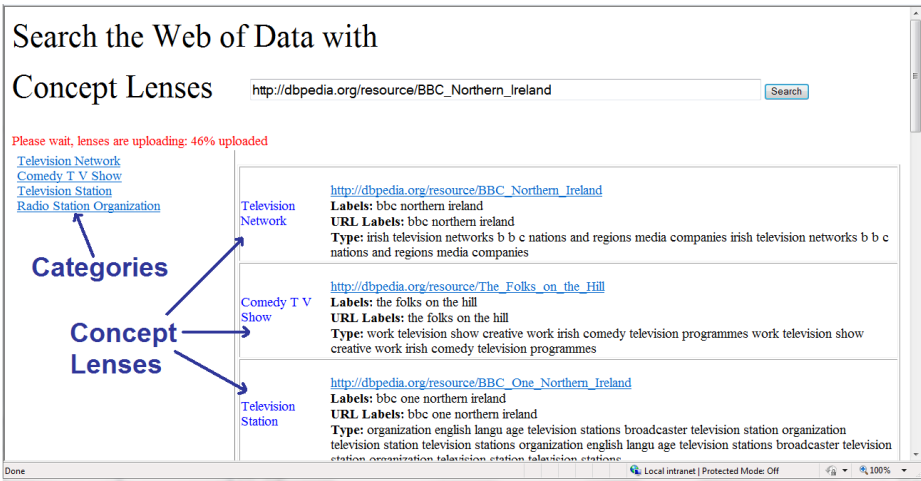 Search the Web of Data with
Concept Lenses
http://dbpedia.org/resource/BBC_Northern_Ireland
Search
Please wait, lenses are uploading: 46% uploaded
Television Network
Comedy T V Show
Television Station
Radio Station Organization
Categories
Concept
Lenses
Television
Network
http://dbpedia.org/resource/BBC_Northern_Ireland
Labels: bbc northern ireland
URL Labels: bbc northern ireland
Type: irish television networks b b c nations and regions media companies irish television networks b b c
nations and regions media companies
Comedy T V
Show
http://dbpedia.org/resource/The_Folks_on_the_Hill
Labels: the folks on the hill
URL Labels: the folks on the hill
Type: work television show creative work irish comedy television programmes work television show
creative work irish comedy television programmes
Television
Station
http://dbpedia.org/resource/BBC_One_Northern_Ireland
Labels: bbc one northern ireland
URL Labels: bbc one northern ireland
Type: organization english langu age television stations broadcaster television station organization
television station television stations organization english langu age television stations broadcaster television
station organization television station television stations
Done
Local intranet | Protected Mode: Off
100%